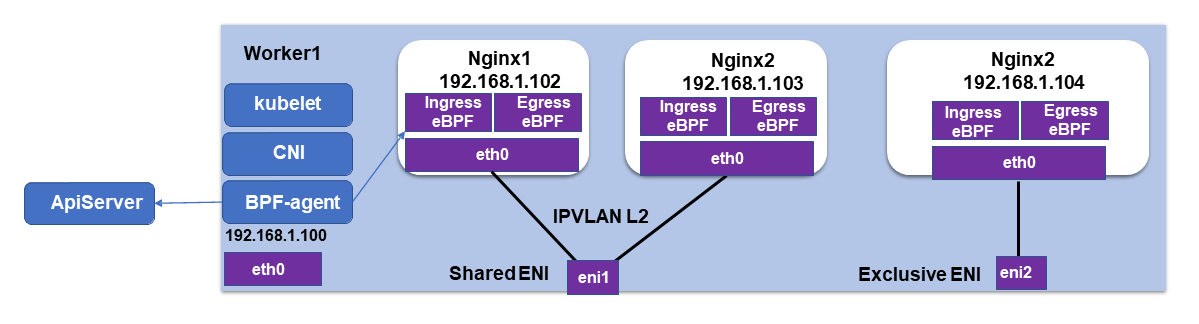 Worker1
kubelet
CNI
BPF-agent
192.168.1.100
eth0
ApiServer
Nginx1
192.168.1.102
Ingress
eBPF
Egress
eBPF
eth0
Nginx2
192.168.1.103
Ingress
eBPF
Egress
eBPF
eth0
Nginx2
192.168.1.104
Ingress
eBPF
Egress
eBPF
eth0
IPVLAN L2
Shared ENI
eni1
Exclusive ENI
eni2